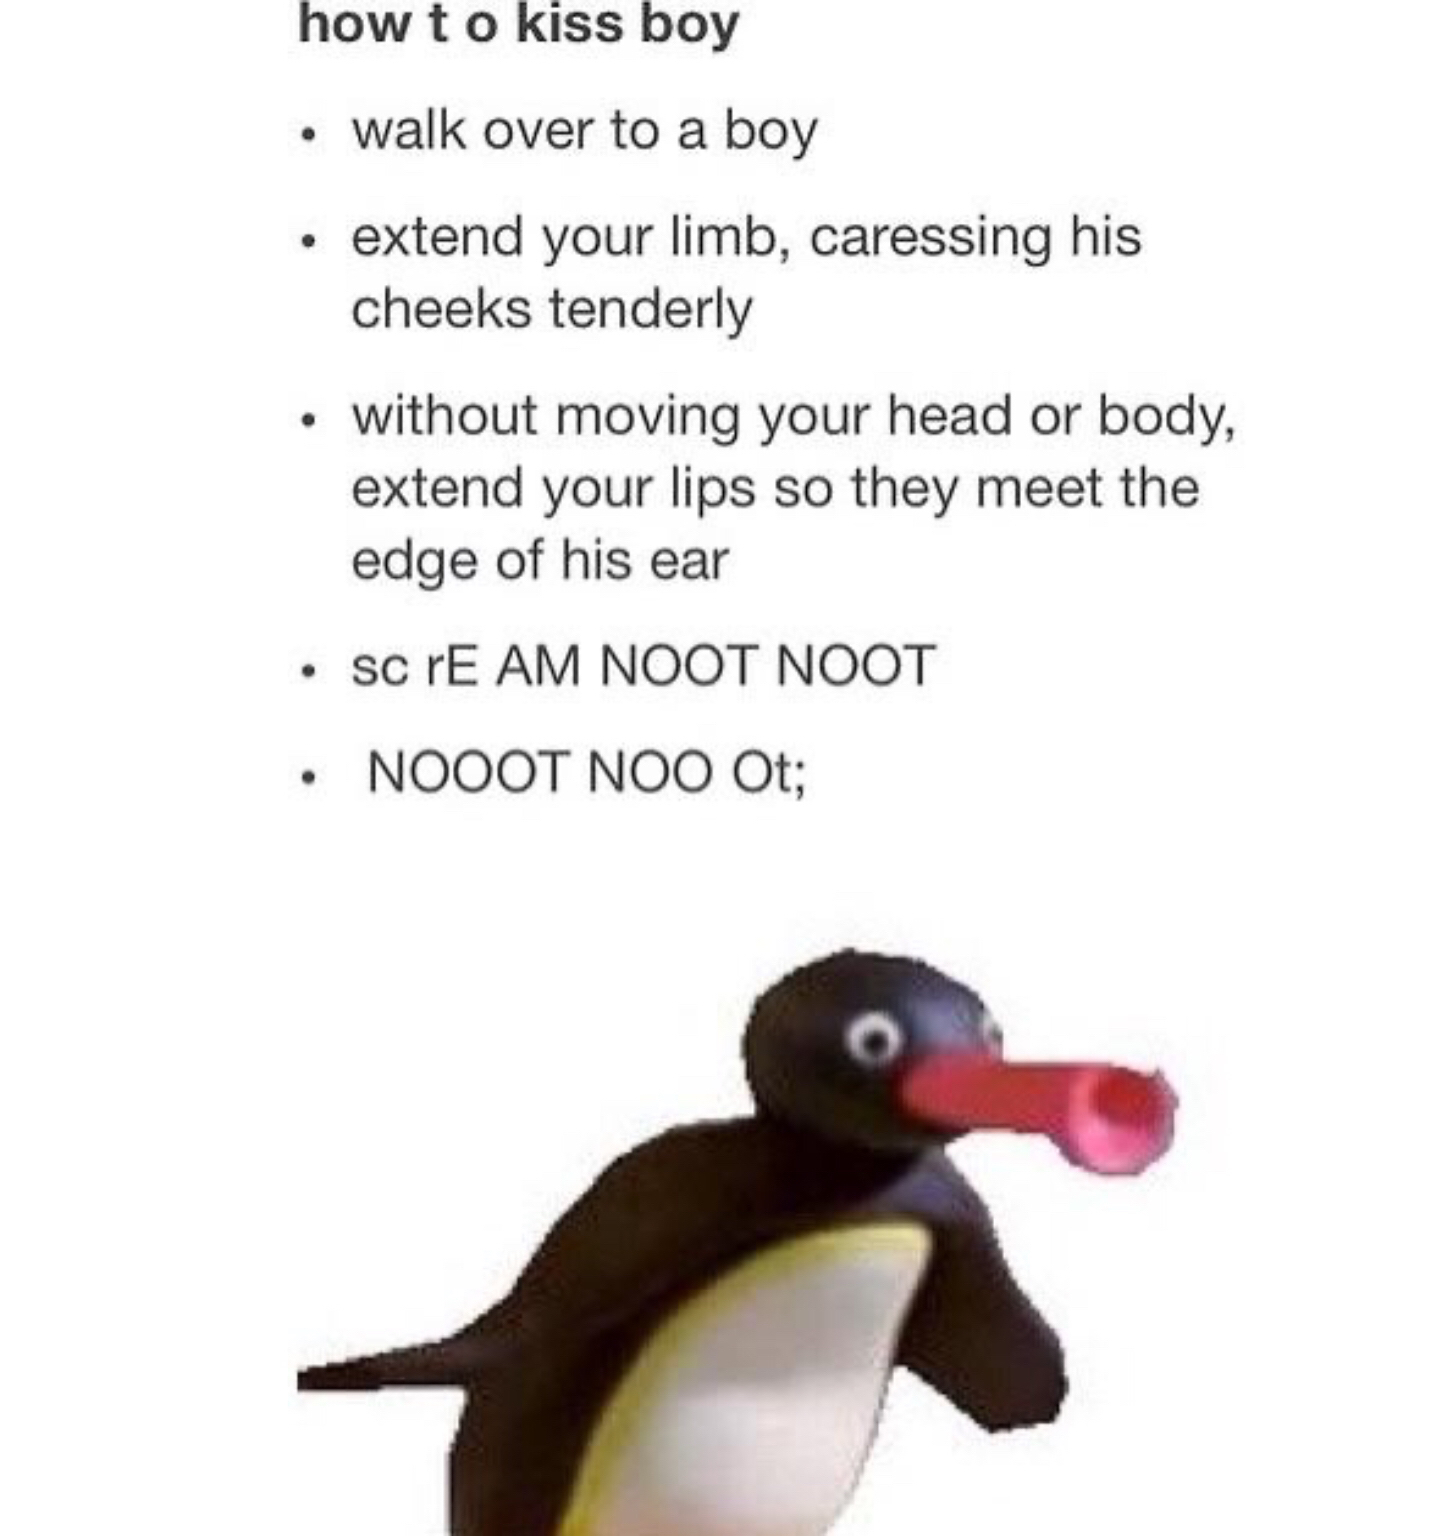 how t o kiss boy
• walk over to a boy
• extend your limb, caressing his
cheeks tenderly
• without moving your head or body,
extend your lips so they meet the
edge of his ear
• sc rE AM NOOT NOOT
• NOOOT NOO Ot;